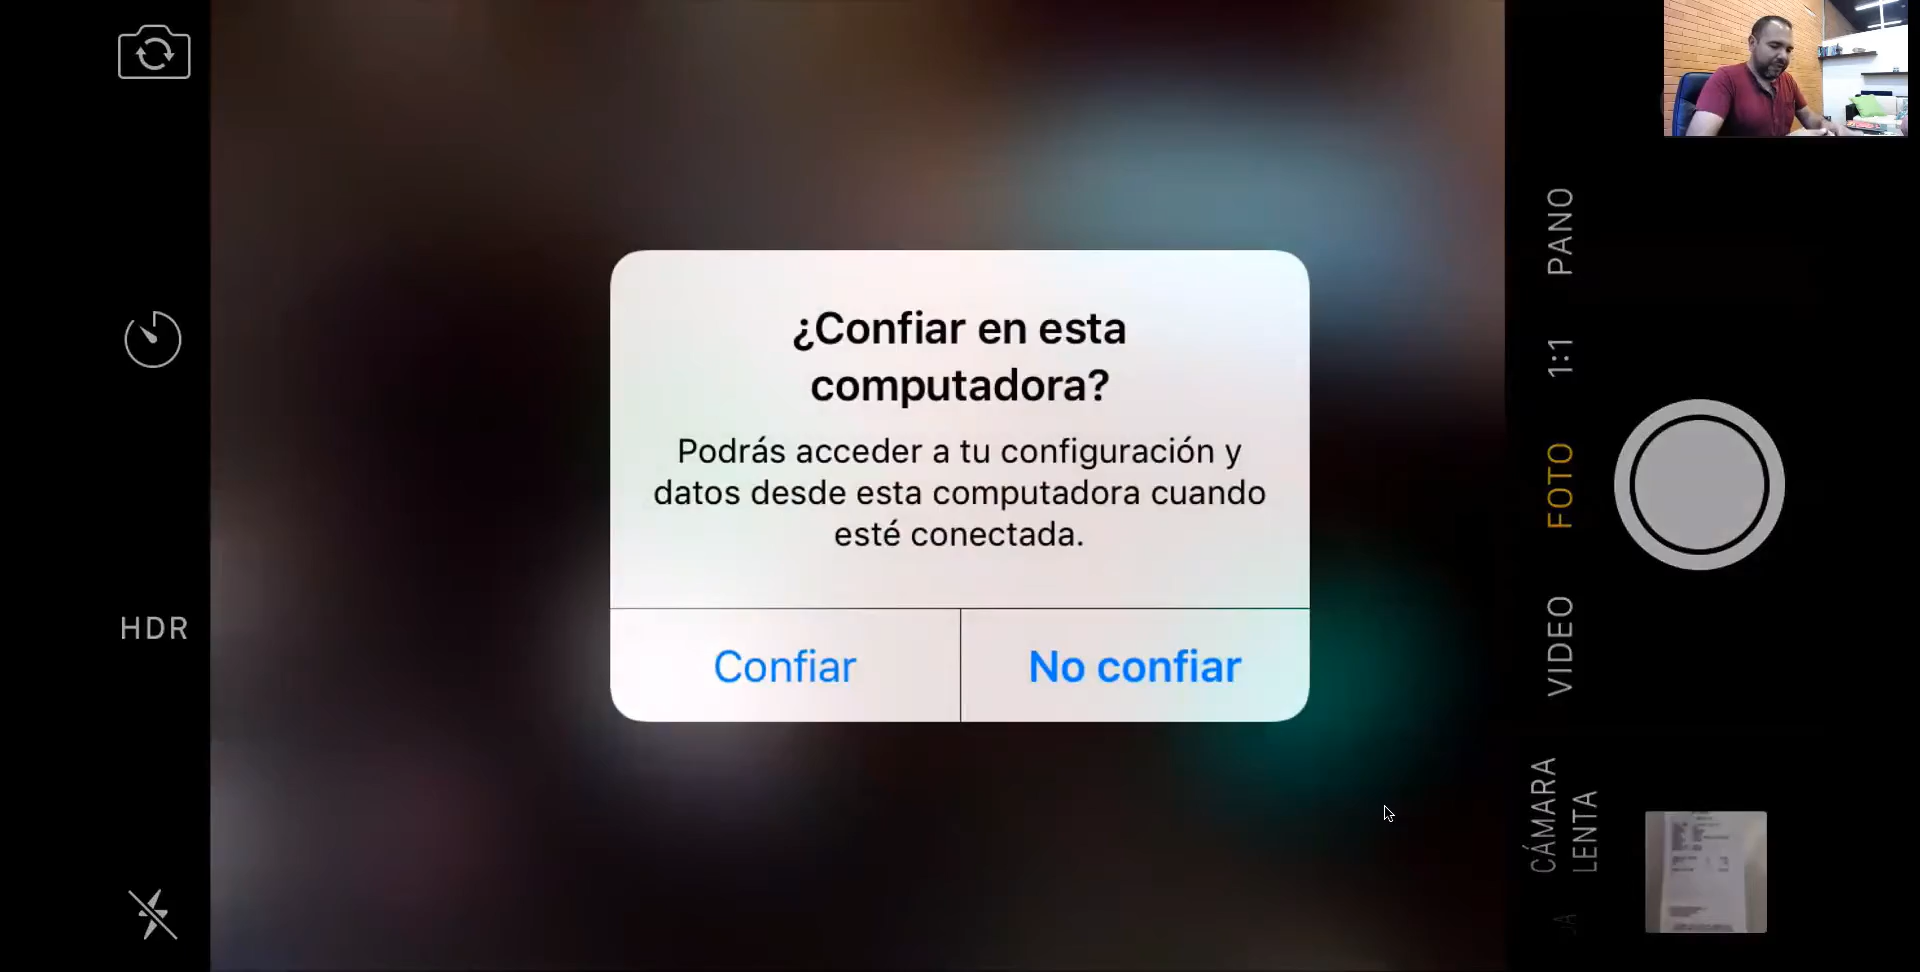 ¿Confiar en esta
computadora?
Podrás acceder a tu configuración y
datos desde esta computadora cuando
esté conectada.
Confiar
No confiar
HDR
PANO
1:1
FOTO
VIDEO
CÁMARA
LENTA